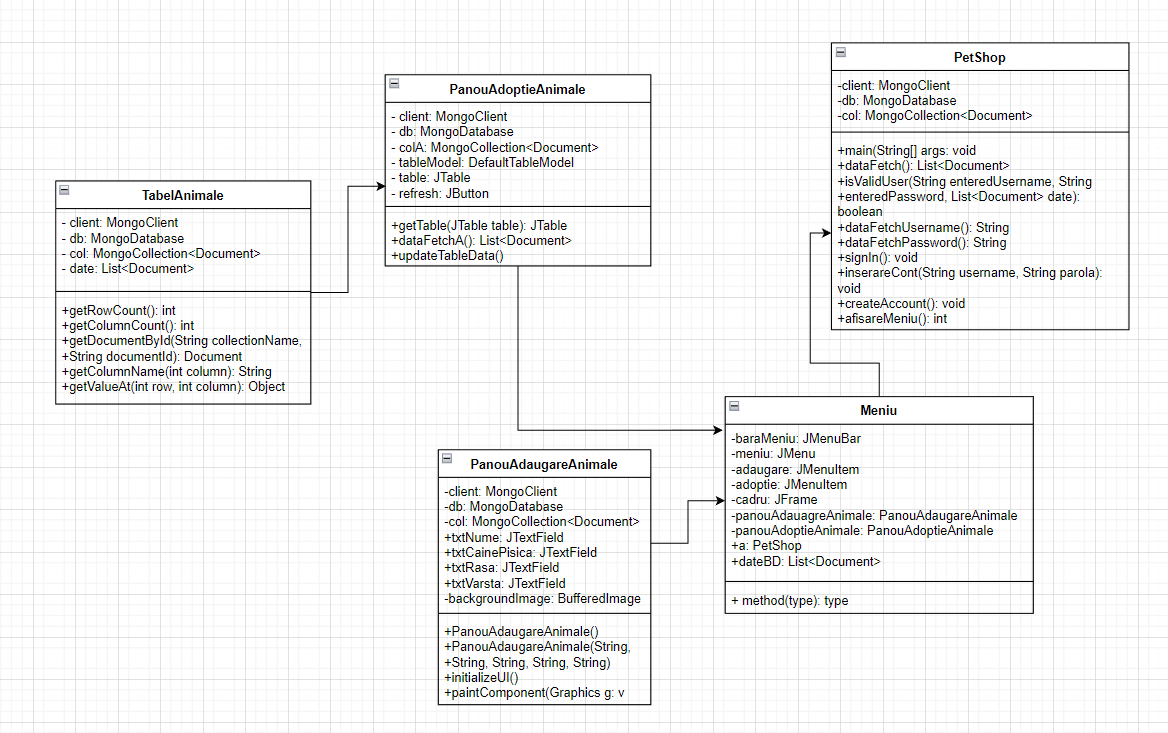 PetShop
-client: MongoClient
-db: MongoDatabase
-col: MongoCollection<Document>
+main(String[] args: void
+dataFetch(): List<Document>
+isValidUser(String enteredUsername, String
+enteredPassword, List<Document> date):
boolean
+dataFetchUsername(): String
+dataFetchPassword(): String
+signIn(): void
+inserareCont(String username, String parola):
void
+createAccount(): void
+afisareMeniu(): int
PanouAdoptieAnimale
- client: MongoClient
- db: MongoDatabase
- colA: MongoCollection<Document>
- tableModel: DefaultTableModel
- table: JTable
- refresh: JButton
+getTable(JTable table): JTable
+dataFetchA(): List<Document>
+updateTableData()
TabelAnimale
- client: MongoClient
- db: MongoDatabase
- col: MongoCollection<Document>
- date: List<Document>
+getRowCount(): int
+getColumnCount(): int
+getDocumentById(String collectionName,
+String documentId): Document
+getColumnName(int column): String
+getValueAt(int row, int column): Object
Meniu
-baraMeniu: JMenuBar
-meniu: JMenu
-adaugare: JMenuItem
-adoptie: JMenuItem
-cadru: JFrame
-panouAdauagreAnimale: PanouAdaugareAnimale
-panouAdoptieAnimale: PanouAdoptieAnimale
+a: PetShop
+dateBD: List<Document>
+ method(type): type
PanouAdaugareAnimale
-client: MongoClient
-db: MongoDatabase
-col: MongoCollection<Document>
+txtNume: JTextField
+txtCainePisica: JTextField
+txtRasa: JTextField
+txtVarsta: JTextField
-backgroundImage: BufferedImage
+PanouAdaugareAnimale()
+PanouAdaugareAnimale(String,
+String, String, String, String)
+initializeUI()
+paintComponent(Graphics g: v